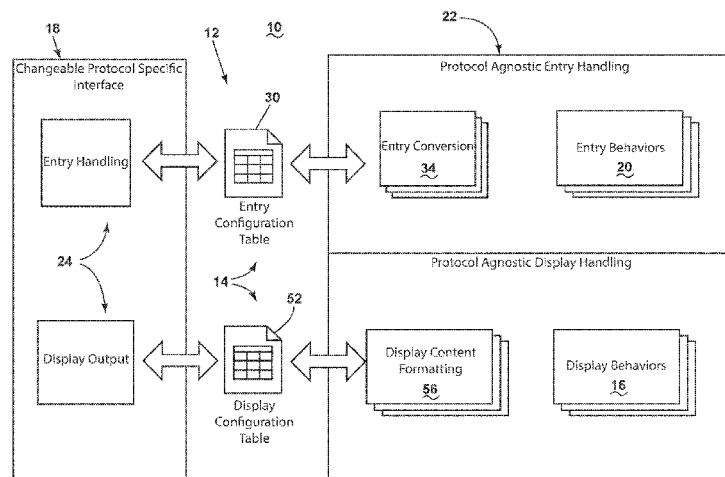 10
22
18
12
Changeable Protocol Specific
Interface
Protocol Agnostic Entry Handling
30
Entry Handling
Entry Conversion
34
Entry Behaviors
20
Entry
Configuration
Table
24
14
Protocol Agnostic Display Handling
52
Display Output
Display Content
Formatting
56
Display Behaviors
16
Display
Configuration
Table